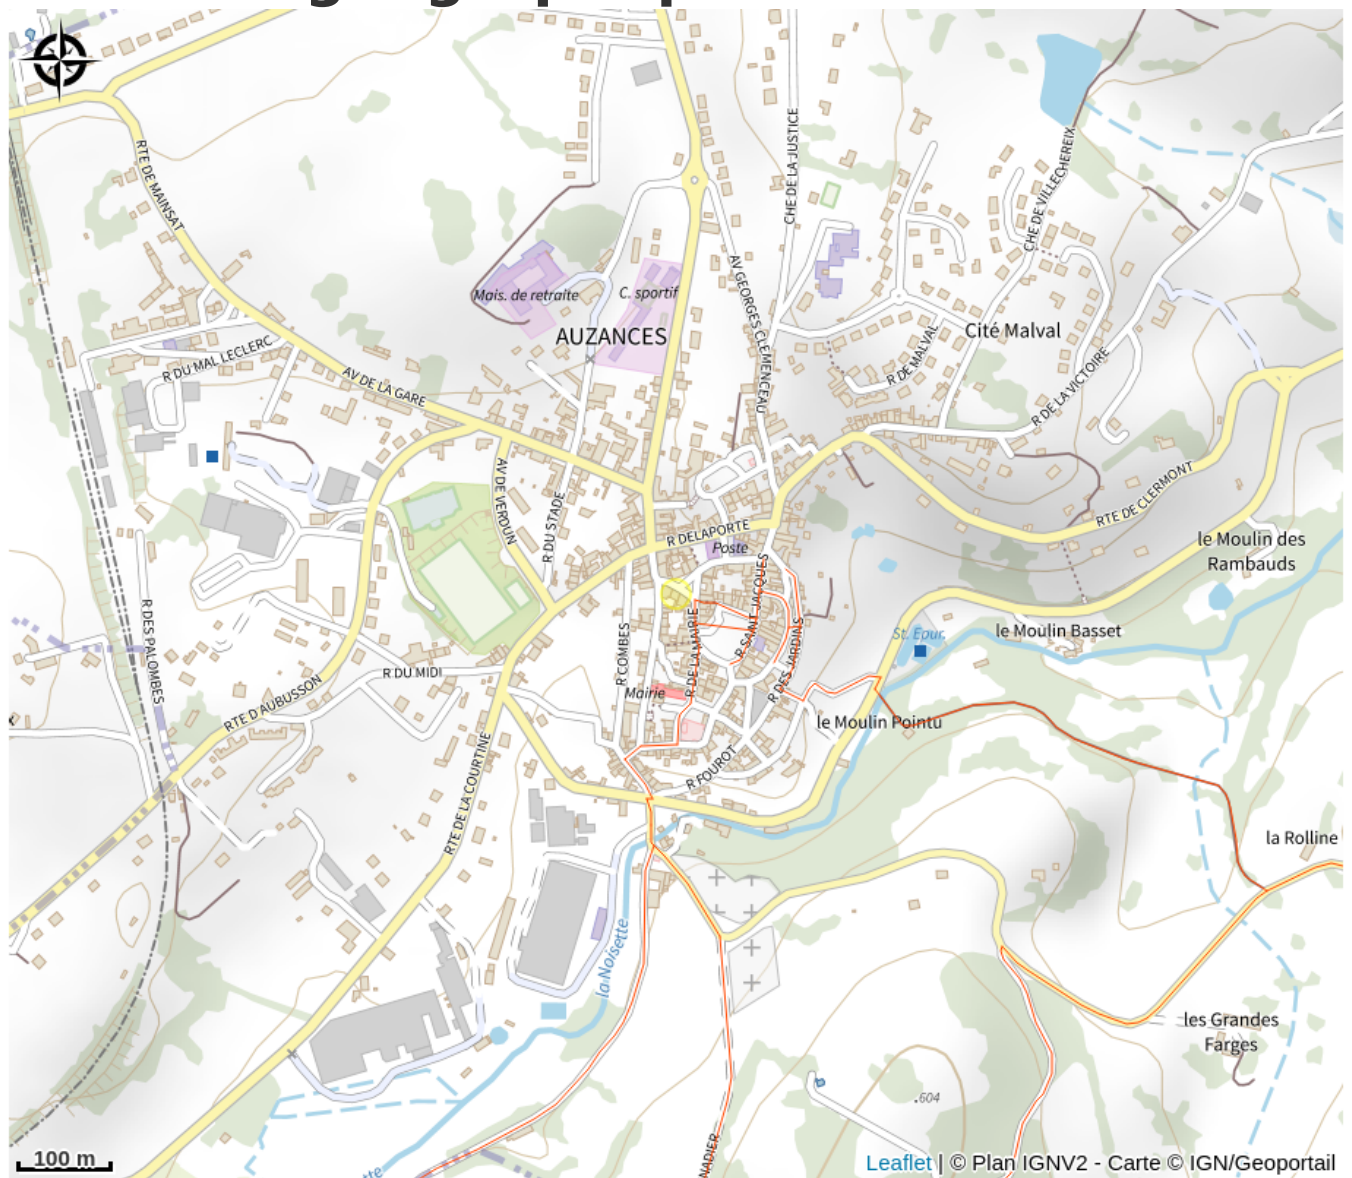 RTE DE MAINSAT
CHE DE LA JUSTICE
CHE DE VILLECHEREIX
AV GEORGES CLEMENCEAU
Mais. de retraite
C. sportif
AUZANCES
Cité Malval
R DE MALVAL
R DU MAL LECLERC
AV DE LA GARE
R DE LA VICTOIRE
AV DE VERDUN
R DU STADE
R DELAPORTE
Poste
RTE DE CLERMONT
le Moulin des
Rambauds
R DES PALOMBES
R COMBES
R DE LA MAIRIE
R SAINT-JACQUES
R DES JARDINS
St. Epur.
le Moulin Basset
R DU MIDI
Mairie
RTE D'AUBUSSON
le Moulin Pointu
RTE DE LA COURTINE
R FOUROT
la Rolline
la Noisette
les Grandes
Farges
.604
NADIER
100 m
tte
Leaflet | © Plan IGNV2 - Carte © IGN/Geoportail